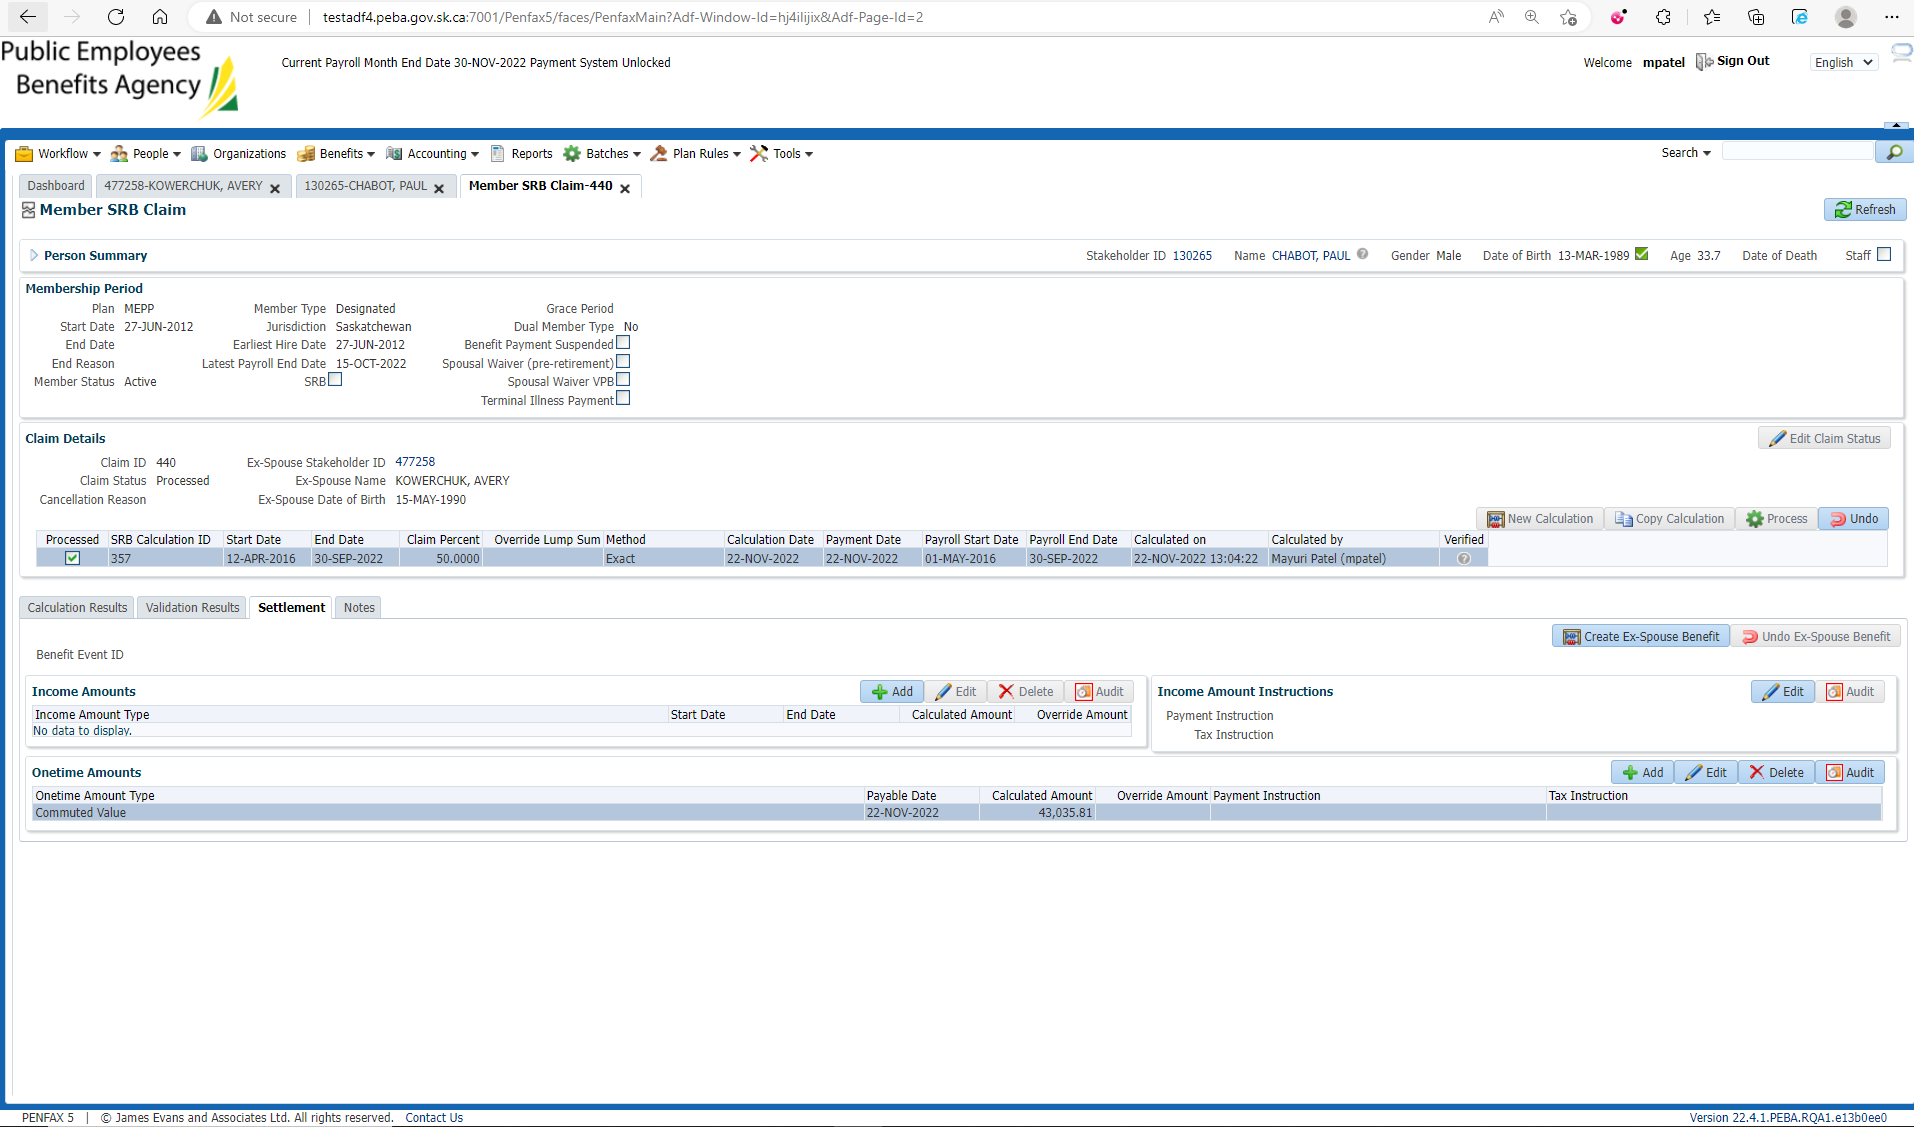 Not secure | testadf4.peba.gov.sk.ca:7001/Penfax5/faces/PenfaxMain?Adf-Window-Id=hj4ilijix&Adf-Page-Id=2
Public Employees
Benefits Agency
Current Payroll Month End Date 30-NOV-2022 Payment System Unlocked
Welcome mpatel Sign Out English
Workflow People Organizations Benefits Accounting Reports Batches Plan Rules Tools Search
Dashboard 477258-KOWERCHUK, AVERY 130265-CHABOT, PAUL Member SRB Claim-440
Member SRB Claim Refresh
Person Summary Stakeholder ID 130265 Name CHABOT, PAUL Gender Male Date of Birth 13-MAR-1989 Age 33.7 Date of Death Staff
Membership Period
Plan MEPP Member Type Designated Grace Period
Start Date 27-JUN-2012 Jurisdiction Saskatchewan Dual Member Type No
End Date Earliest Hire Date 27-JUN-2012 Benefit Payment Suspended
End Reason Latest Payroll End Date 15-OCT-2022 Spousal Waiver (pre-retirement)
Member Status Active SRB Spousal Waiver VPB
Terminal Illness Payment
Claim Details Edit Claim Status
Claim ID 440 Ex-Spouse Stakeholder ID 477258
Claim Status Processed Ex-Spouse Name KOWERCHUK, AVERY
Cancellation Reason Ex-Spouse Date of Birth 15-MAY-1990
New Calculation Copy Calculation Process Undo
Processed SRB Calculation ID Start Date End Date Claim Percent Override Lump Sum Method Calculation Date Payment Date Payroll Start Date Payroll End Date Calculated on Calculated by Verified
357 12-APR-2016 30-SEP-2022 50.0000 Exact 22-NOV-2022 22-NOV-2022 01-MAY-2016 30-SEP-2022 22-NOV-2022 13:04:22 Mayuri Patel (mpatel)
Calculation Results Validation Results Settlement Notes
Create Ex-Spouse Benefit Undo Ex-Spouse Benefit
Benefit Event ID
Income Amounts Add Edit Delete Audit Income Amount Instructions Edit Audit
Income Amount Type Start Date End Date Calculated Amount Override Amount Payment Instruction
No data to display. Tax Instruction
Onetime Amounts Add Edit Delete Audit
Onetime Amount Type Payable Date Calculated Amount Override Amount Payment Instruction Tax Instruction
Commuted Value 22-NOV-2022 43,035.81
PENFAX 5 | © James Evans and Associates Ltd. All rights reserved. Contact Us Version 22.4.1.PEBA.RQA1.e13b0ee0